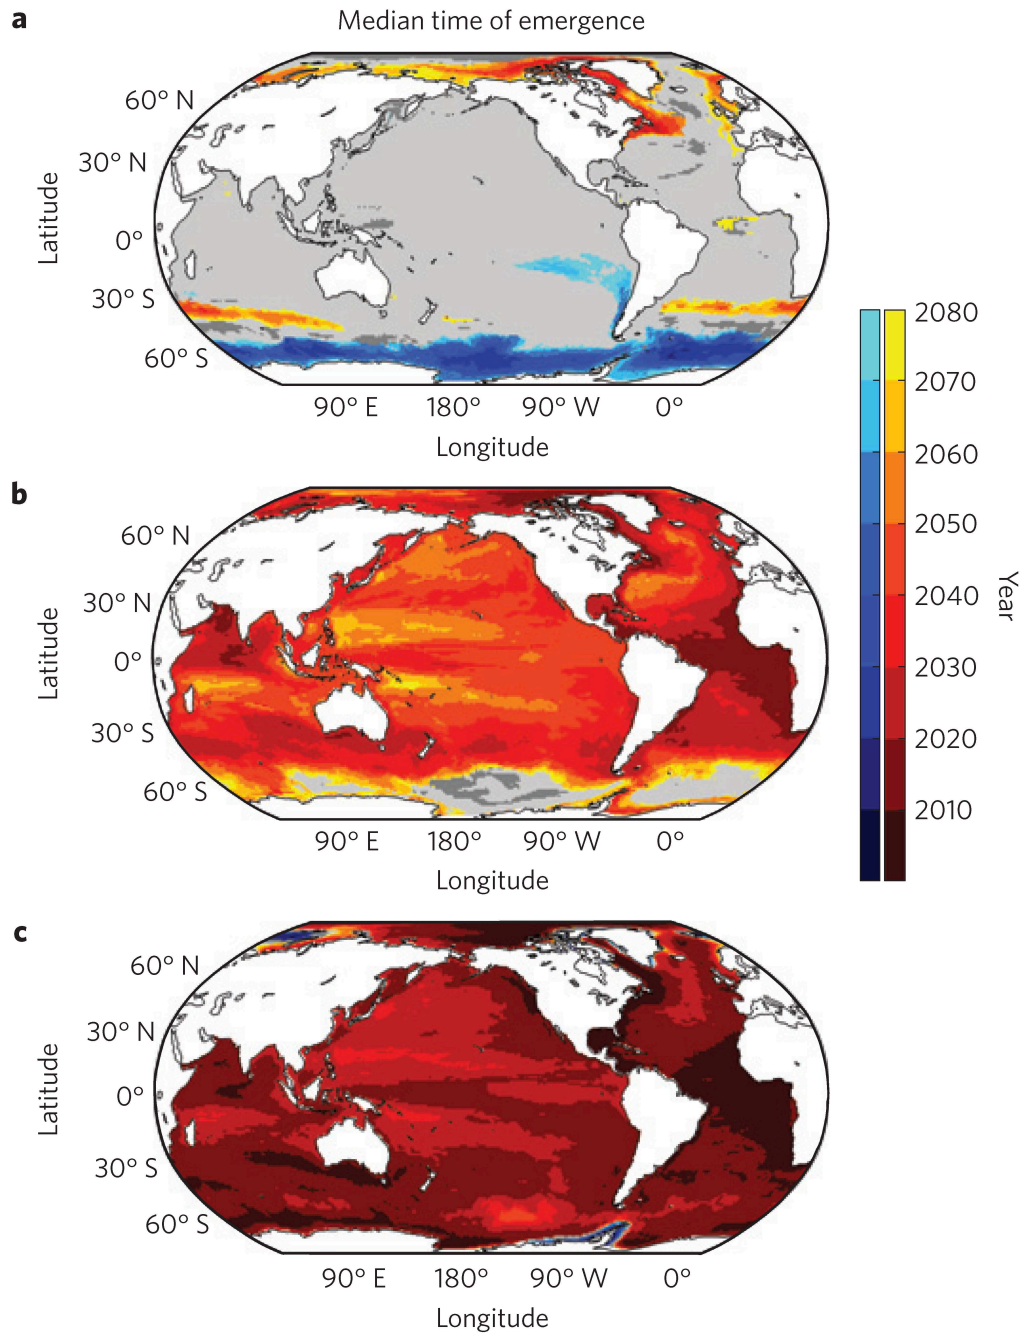 a
Median time of emergence
60° N
30° N
0°
30° S
60° S
Latitude
90° E 180° 90° W 0°
Longitude
b
60° N
30° N
0°
30° S
60° S
Latitude
90° E 180° 90° W 0°
Longitude
c
60° N
30° N
0°
30° S
60° S
Latitude
90° E 180° 90° W 0°
Longitude
2080
2070
2060
2050
2040
2030
2020
2010
Year